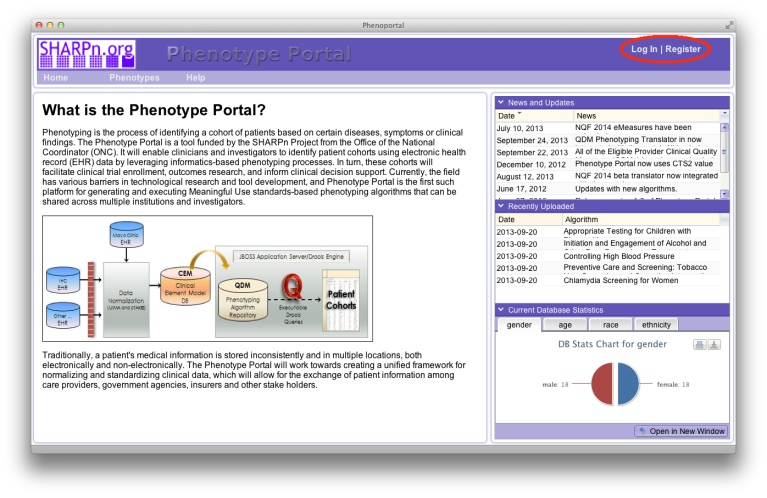 Phenoportal
SHARPn.org
Phenotype Portal
Log In | Register
Home Phenotypes Help
What is the Phenotype Portal?
Phenotyping is the process of identifying a cohort of patients based on certain diseases, symptoms or clinical
findings. The Phenotype Portal is a tool funded by the SHARPn Project from the Office of the National
Coordinator (ONC). It will enable clinicians and investigators to identify patient cohorts using electronic health
record (EHR) data by leveraging informatics-based phenotyping processes. In turn, these cohorts will
facilitate clinical trial enrollment, outcomes research, and inform clinical decision support. Currently, the field
has various barriers in technological research and tool development, and Phenotype Portal is the first such
platform for generating and executing Meaningful Use standards-based phenotyping algorithms that can be
shared across multiple institutions and investigators.
Mayo Clinic
EHR
IHC
EHR
Other ...
EHR
Data
Normalization
(UIMA and cTAKES)
CEM
Clinical
Element Model
DB
JBOSS Application Server/Drools Engine
QDM
Phenotyping
Algorithm
Repository
Executable
Drools
Queries
Patient
Cohorts
Traditionally, a patient's medical information is stored inconsistently and in multiple locations, both
electronically and non-electronically. The Phenotype Portal will work towards creating a unified framework for
normalizing and standardizing clinical data, which will allow for the exchange of patient information among
care providers, government agencies, insurers and other stake holders.
News and Updates
Date News
July 10, 2013 NQF 2014 eMeasures have been
September 24, 2013 QDM Phenotyping Translator in now
September 22, 2013 All of the Eligible Provider Clinical Quality
December 10, 2012 Phenotype Portal now uses CTS2 value
August 12, 2013 NQF 2014 beta translator now integrated
June 17, 2012 Updates with new algorithms.
Recently Uploaded
Date Algorithm
2013-09-20 Appropriate Testing for Children with
2013-09-20 Initiation and Engagement of Alcohol and
2013-09-20 Controlling High Blood Pressure
2013-09-20 Preventive Care and Screening: Tobacco
2013-09-20 Chlamydia Screening for Women
Current Database Statistics
gender age race ethnicity
DB Stats Chart for gender
male: 18 female: 18
Open in New Window